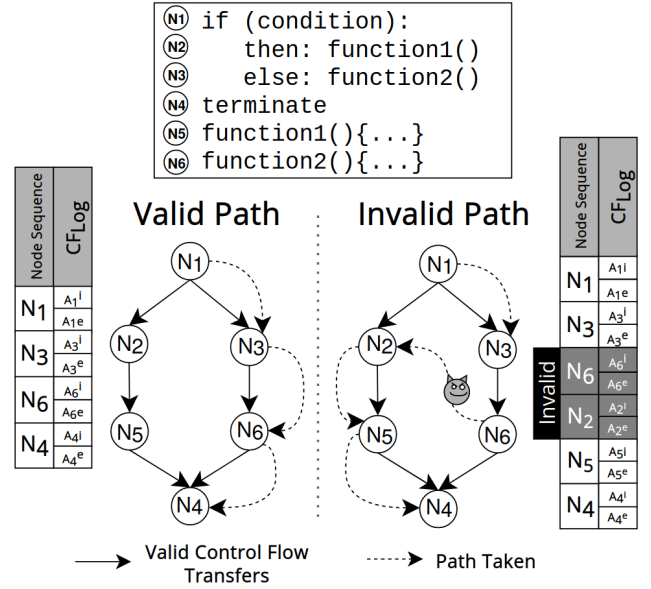 N1 if (condition):
N2 then: function1()
N3 else: function2()
N4 terminate
N5 function1(){...}
N6 function2(){...}
Node Sequence
CFLog
N1
A1i
A1e
N3
A3i
A3e
N6
A6i
A6e
N4
A4i
A4e
Valid Path
N1
N2
N3
N5
N6
N4
Invalid Path
N1
N2
N3
N5
N6
N4
Node Sequence
CFLog
N1
A1i
A1e
N3
A3i
A3e
Invalid
N6
A6i
A6e
N2
A2i
A2e
N5
A5i
A5e
N4
A4i
A4e
Valid Control Flow
Transfers
Path Taken